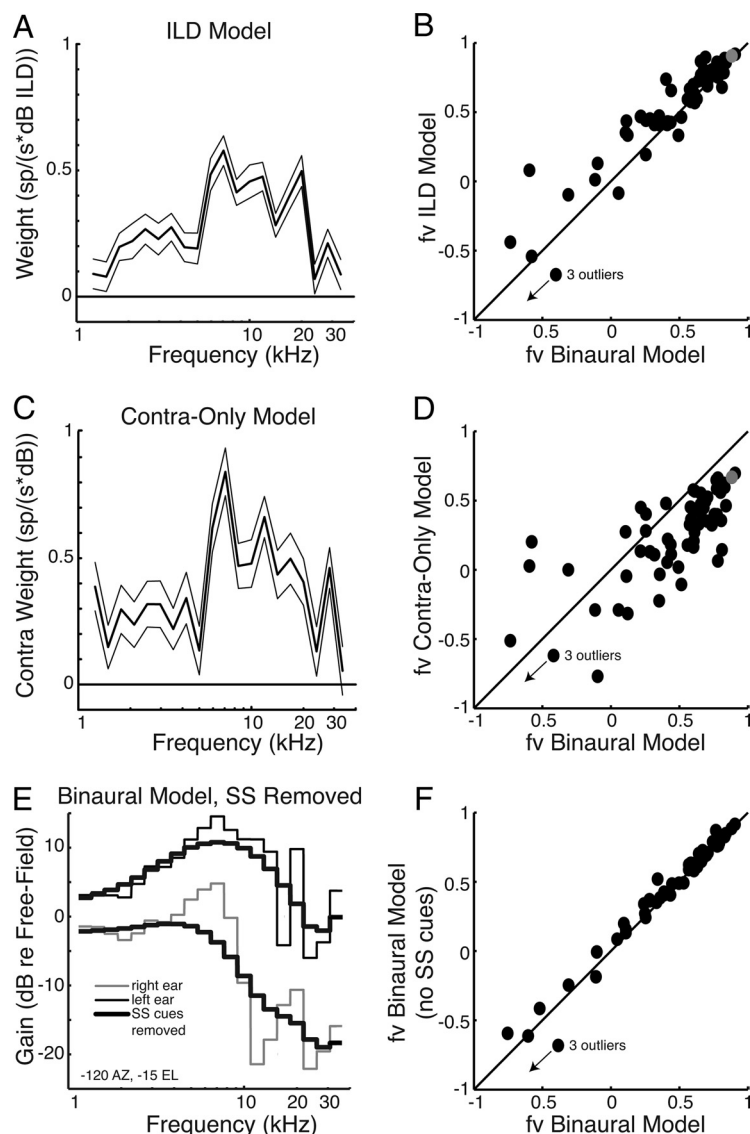 A
ILD Model
Weight (sp/(s*dB ILD))
1
0.5
0
1
10
20
30
Frequency (kHz)
B
fv ILD Model
1
0.5
0
-0.5
-1
3 outliers
-1
0.5
0
0.5
1
fv Binaural Model
C
Contra-Only Model
Contra Weight (sp/(s*dB))
1
0.5
0
1
10
20
30
Frequency (kHz)
D
fv Contra-Only Model
1
0.5
0
-0.5
-1
3 outliers
-1
0.5
0
0.5
1
fv Binaural Model
E
Binaural Model, SS Removed
Gain (dB re Free-Field)
10
0
-10
-20
right ear
left ear
SS cues
removed
-120 AZ, -15 EL
1
10
20
30
Frequency (kHz)
F
fv Binaural Model
(no SS cues)
1
0.5
0
-0.5
-1
3 outliers
-1
0.5
0
0.5
1
fv Binaural Model